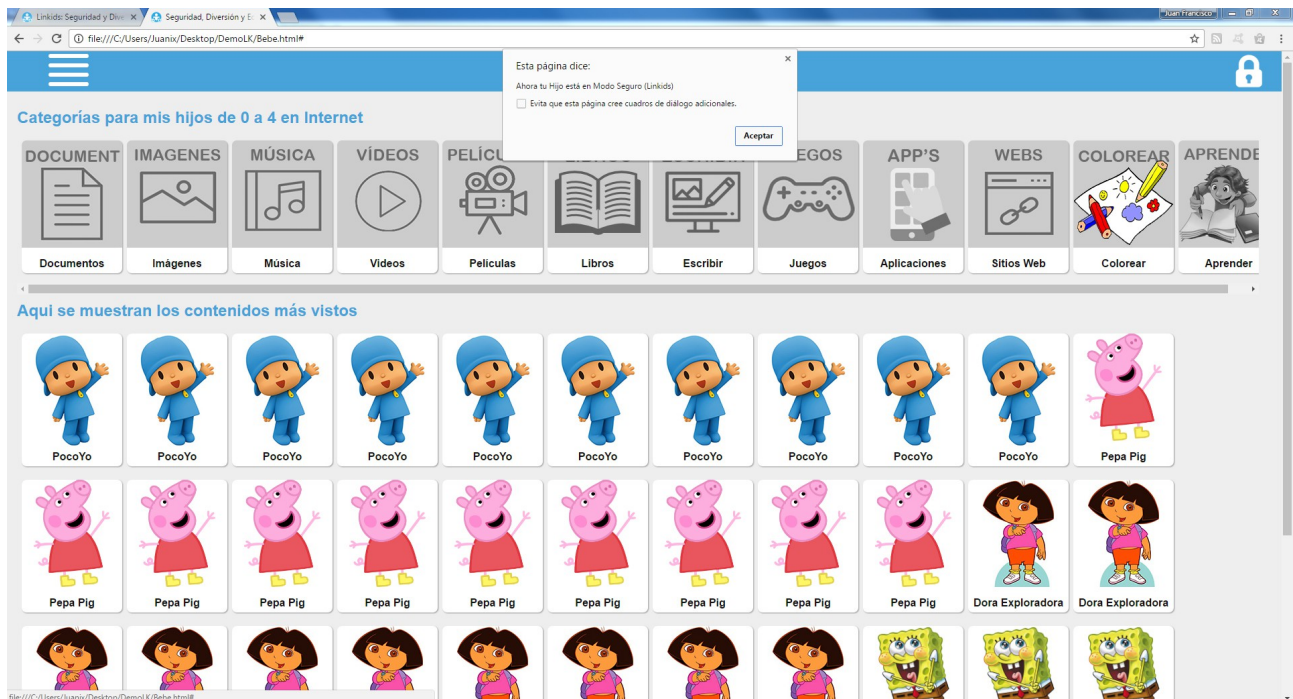 Linkids: Seguridad y Dive
Seguridad, Diversión y E
Juan Francisco
file:///C:/Users/Juanix/Desktop/DemoLK/Bebe.html#
Esta página dice:
Ahora tu Hijo está en Modo Seguro (Linkids)
Evita que esta página cree cuadros de diálogo adicionales.
Aceptar
Categorías para mis hijos de 0 a 4 en Internet
DOCUMENT IMAGENES MÚSICA VÍDEOS PELÍCU EGOS APP'S WEBS COLOREAR APRENDE
Documentos Imàgenes Mùsica Videos Peliculas Libros Escribir Juegos Aplicaciones Sitios Web Colorear Aprender
Aqui se muestran los contenidos más vistos
PocoYo PocoYo PocoYo PocoYo PocoYo PocoYo PocoYo PocoYo PocoYo PocoYo Pepa Pig
Pepa Pig Pepa Pig Pepa Pig Pepa Pig Pepa Pig Pepa Pig Pepa Pig Pepa Pig Pepa Pig Dora Exploradora Dora Exploradora
file:///C:/Users/Juanix/Desktop/DemoLK/Bebe.html#